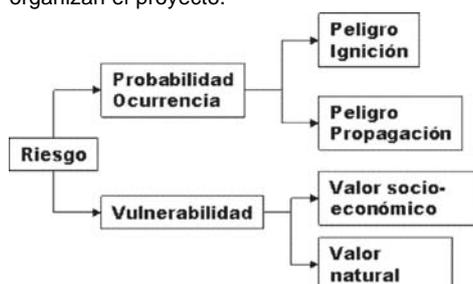 organizan el proyecto.
Peligro
Ignición
Probabilidad
Ocurrencia
Peligro
Propagación
Riesgo
Valor socio-
económico
Vulnerabilidad
Valor
natural